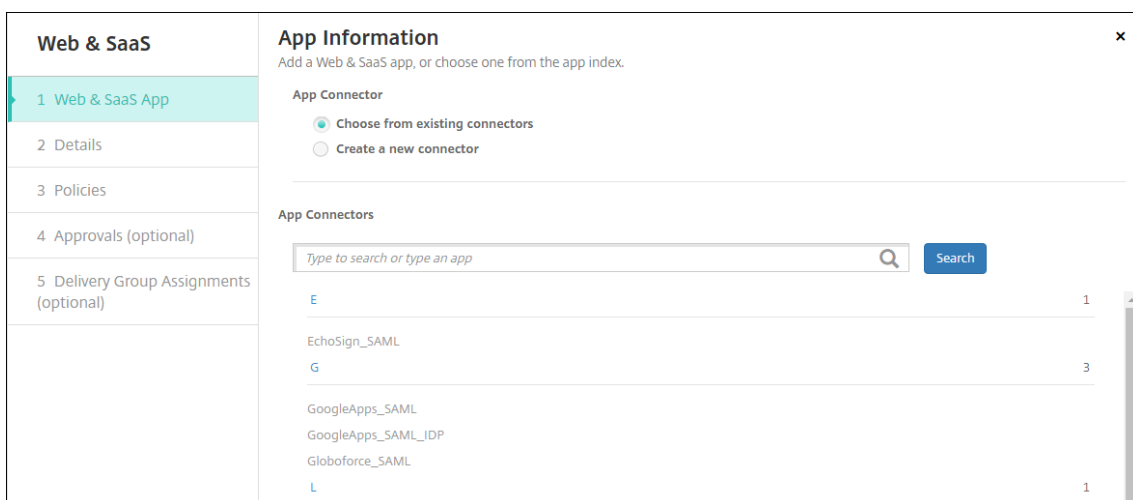 Web & SaaS
1 Web & SaaS App
2 Details
3 Policies
4 Approvals (optional)
5 Delivery Group Assignments
(optional)
App Information
×
Add a Web & SaaS app, or choose one from the app index.
App Connector
Choose from existing connectors
Create a new connector
App Connectors
Type to search or type an app
Search
E 1
EchoSign_SAML
G 3
GoogleApps_SAML
GoogleApps_SAML_IDP
Globoforce_SAML
L 1